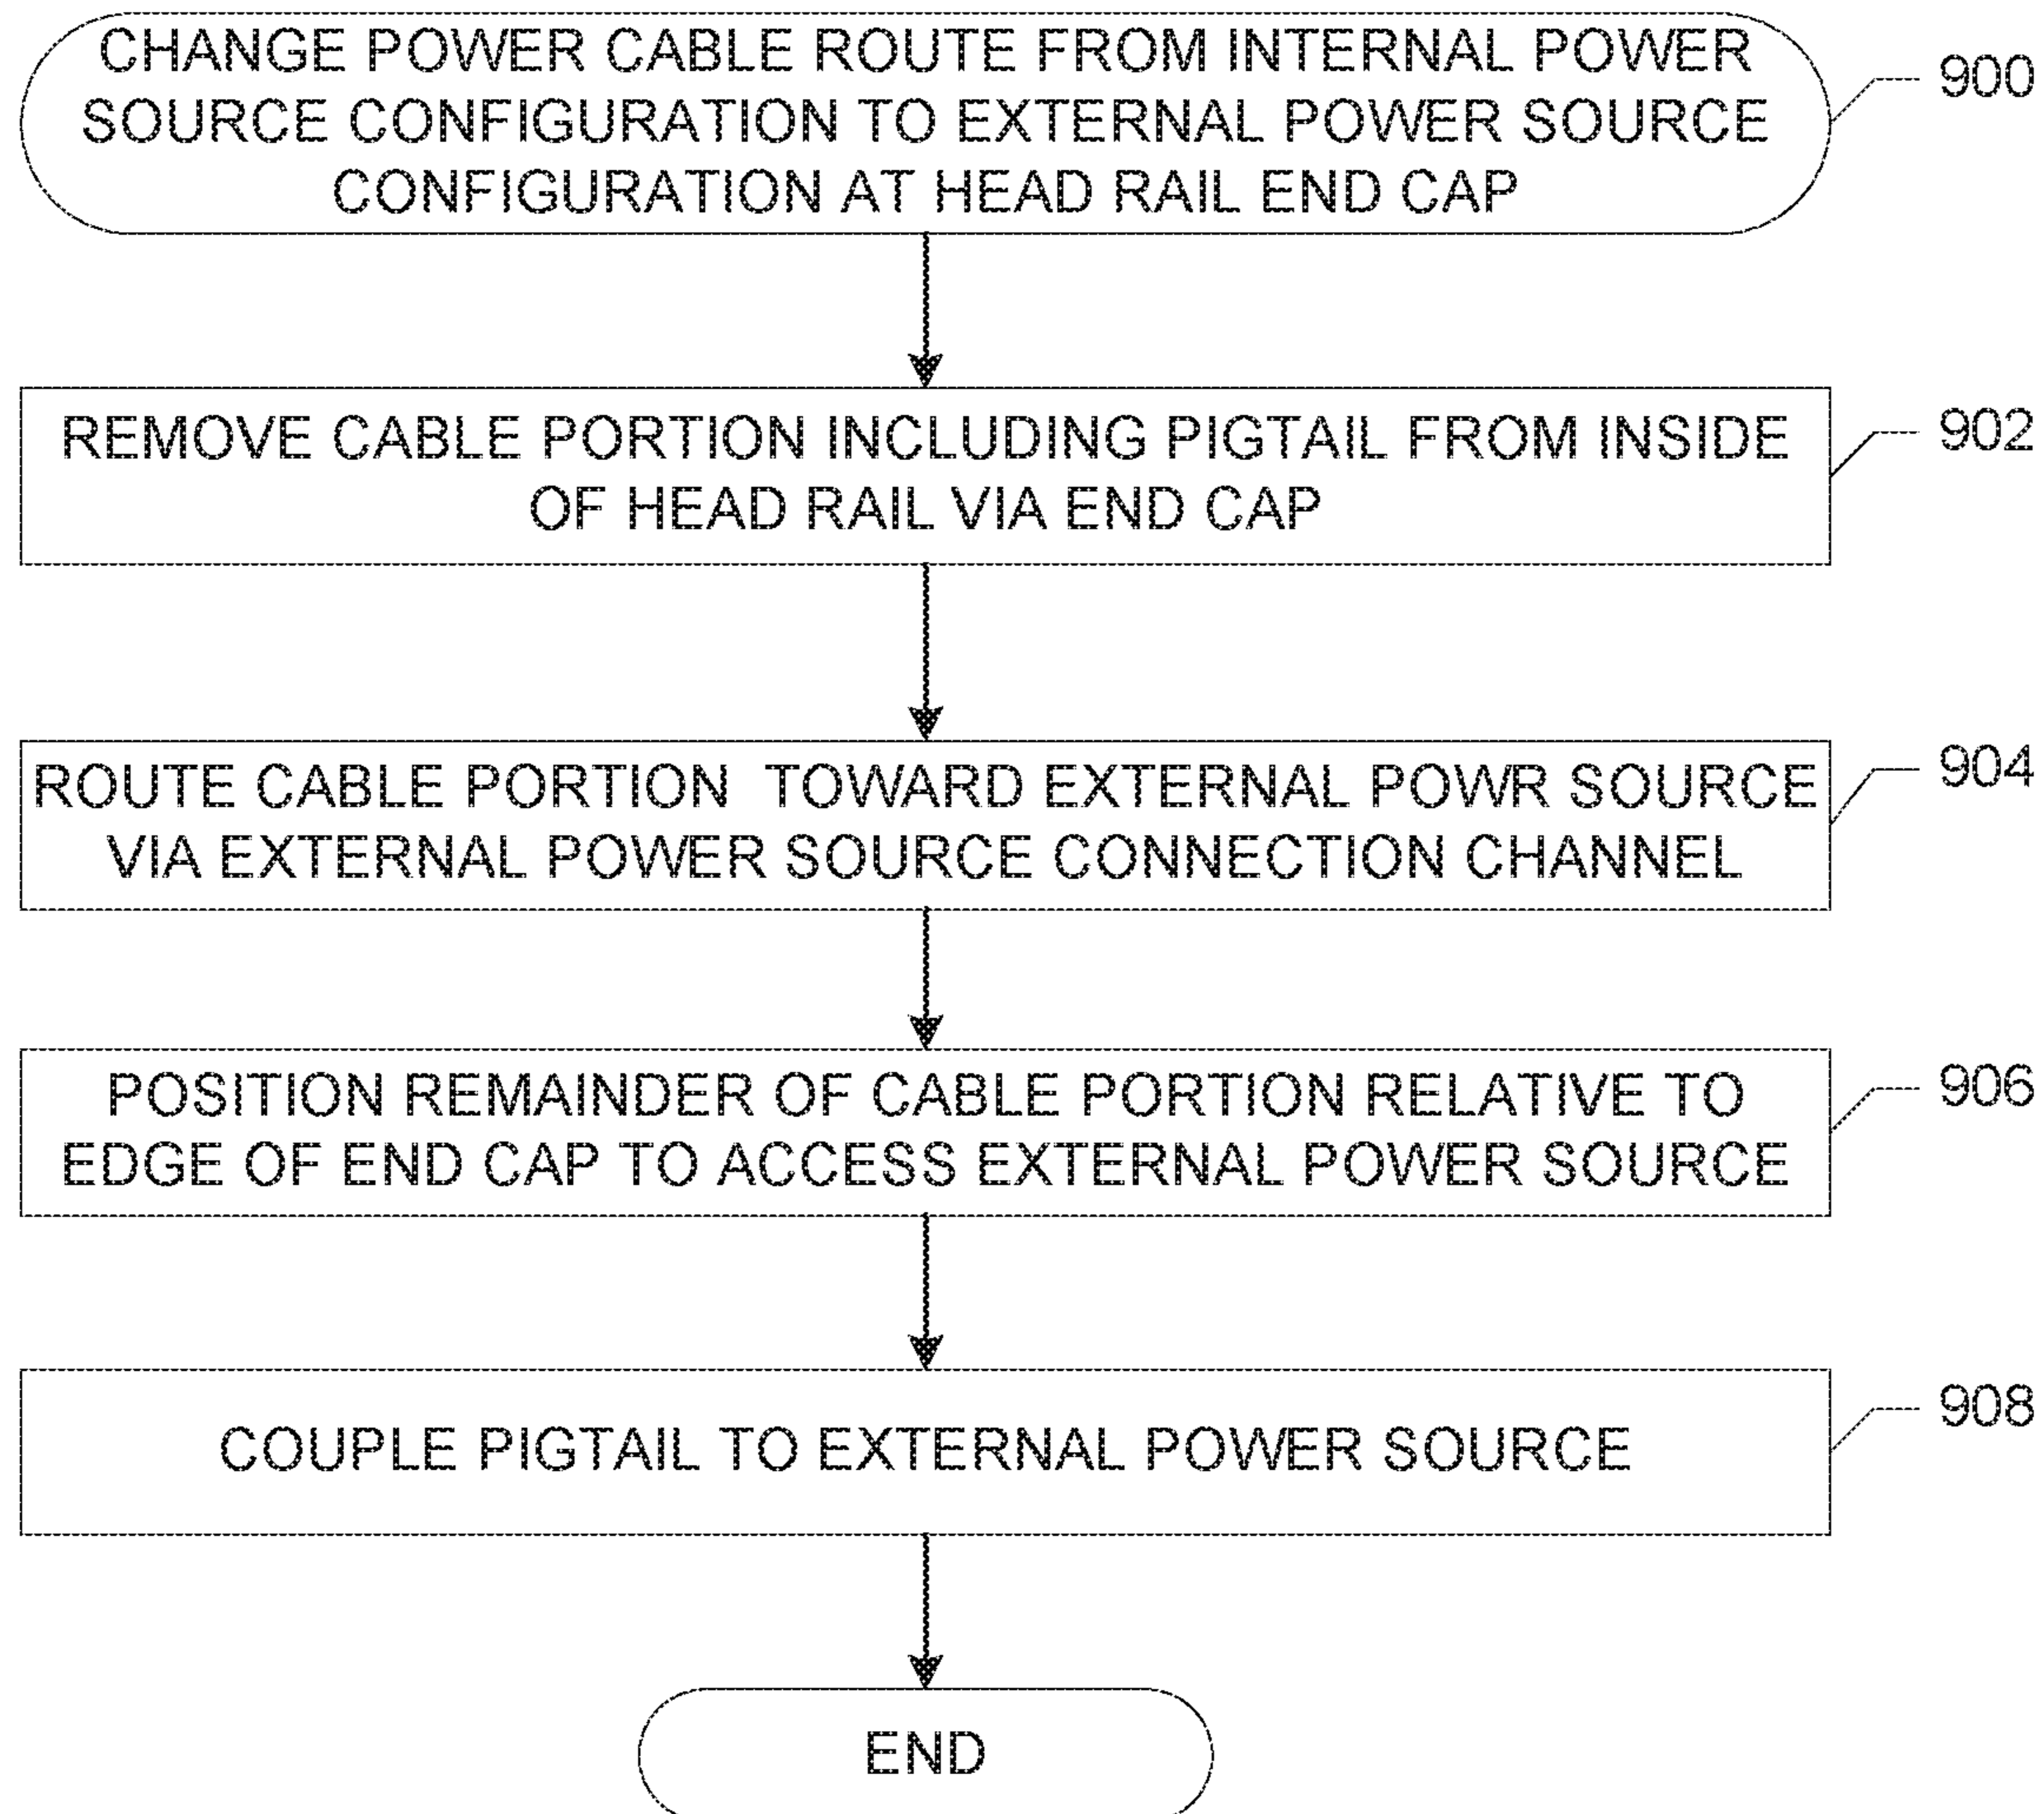 CHANGE POWER CABLE ROUTE FROM INTERNAL POWER
SOURCE CONFIGURATION TO EXTERNAL POWER SOURCE
CONFIGURATION AT HEAD RAIL END CAP
900
REMOVE CABLE PORTION INCLUDING PIGTAIL FROM INSIDE
OF HEAD RAIL VIA END CAP
902
ROUTE CABLE PORTION TOWARD EXTERNAL POWR SOURCE
VIA EXTERNAL POWER SOURCE CONNECTION CHANNEL
904
POSITION REMAINDER OF CABLE PORTION RELATIVE TO
EDGE OF END CAP TO ACCESS EXTERNAL POWER SOURCE
906
COUPLE PIGTAIL TO EXTERNAL POWER SOURCE
908
END